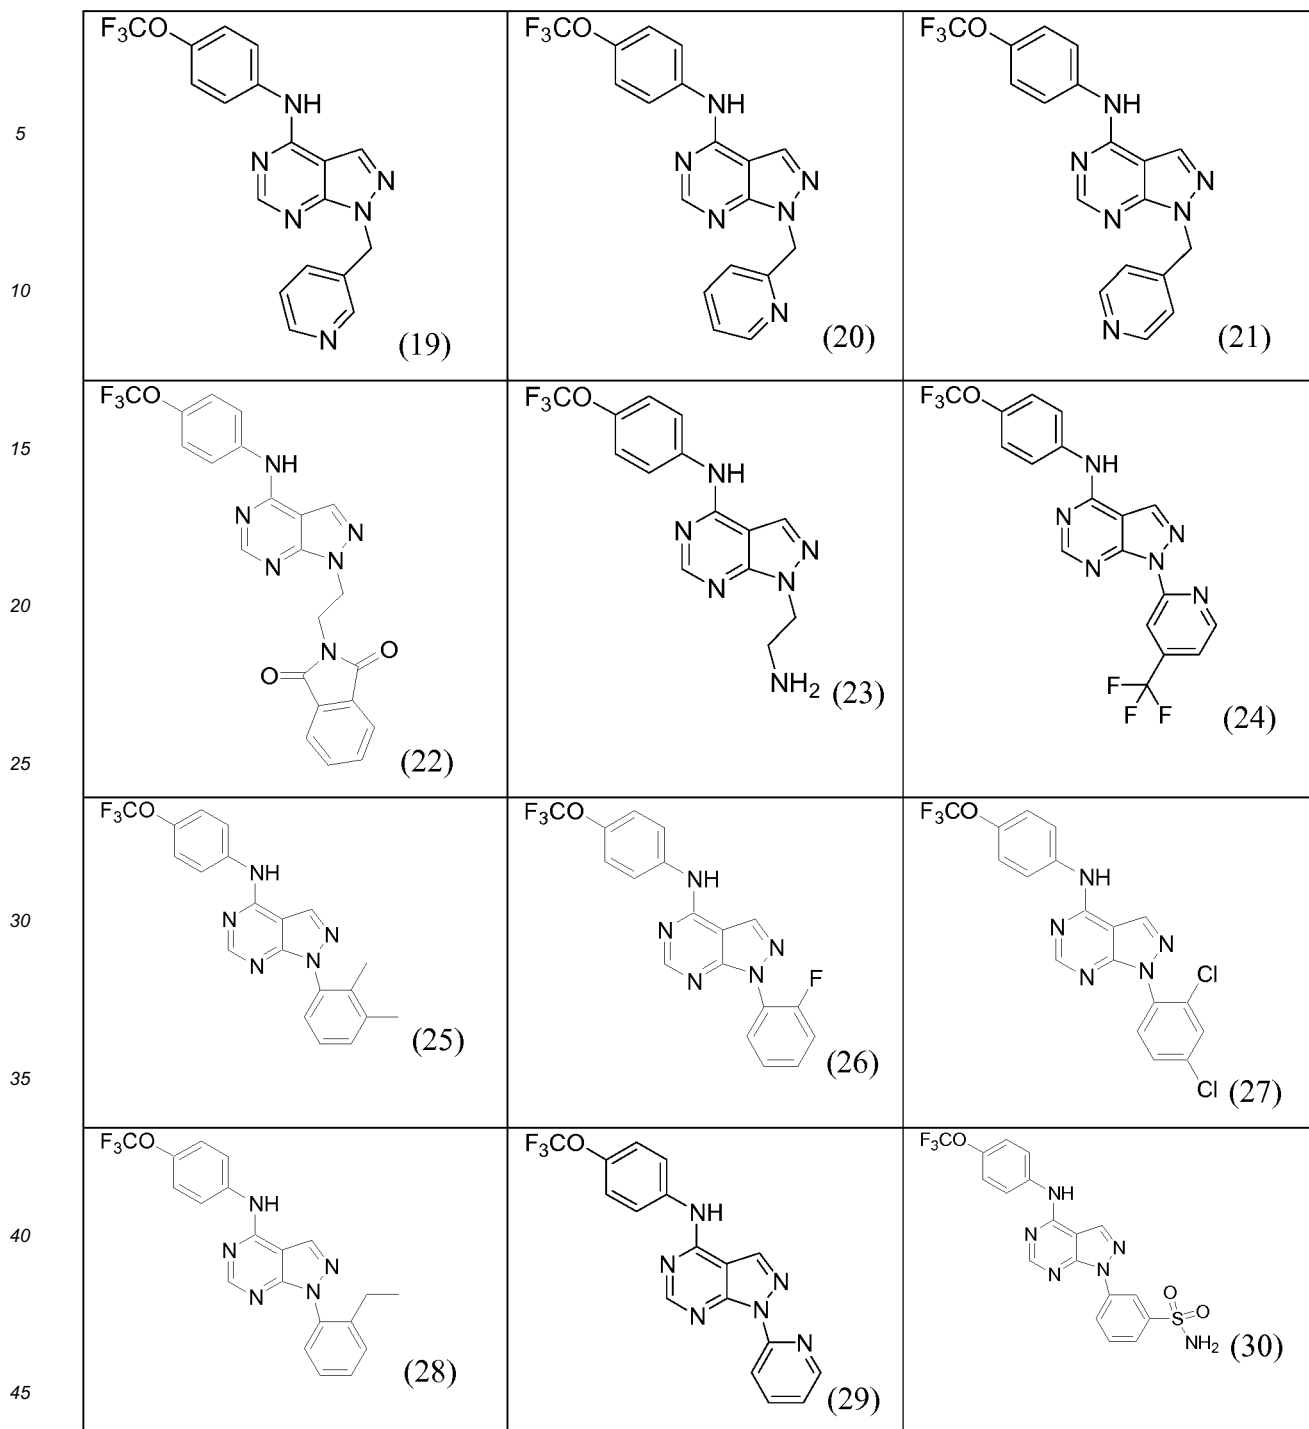 F₃CO F₃CO F₃CO
NH NH NH
5
N N N N N N N N N N N N
N N N
10
(19) (20) (21)
F₃CO F₃CO F₃CO
15
NH NH NH
N N N N N N N N N N N N
20
N O O N
NH₂ (23) F F F (24)
(22)
25
F₃CO F₃CO F₃CO
NH NH NH
30
N N N N N N N N N N N N
F Cl
(25) (26)
35
Cl (27)
F₃CO F₃CO F₃CO
NH NH NH
40
N N N N N N N N N N N N
N O S O NH₂ (30)
(28) (29)
45